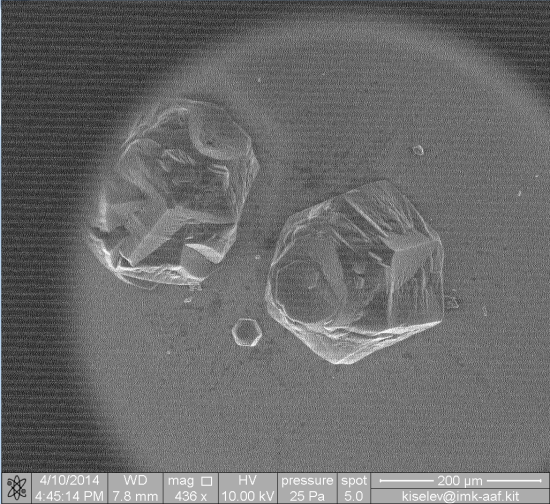 4/10/2014 WD mag HV pressure spot 200 µm
4:45:14 PM 7.8 mm 436 x 10.00 kV 25 Pa 5.0 kiselev@imk-aaf.kit